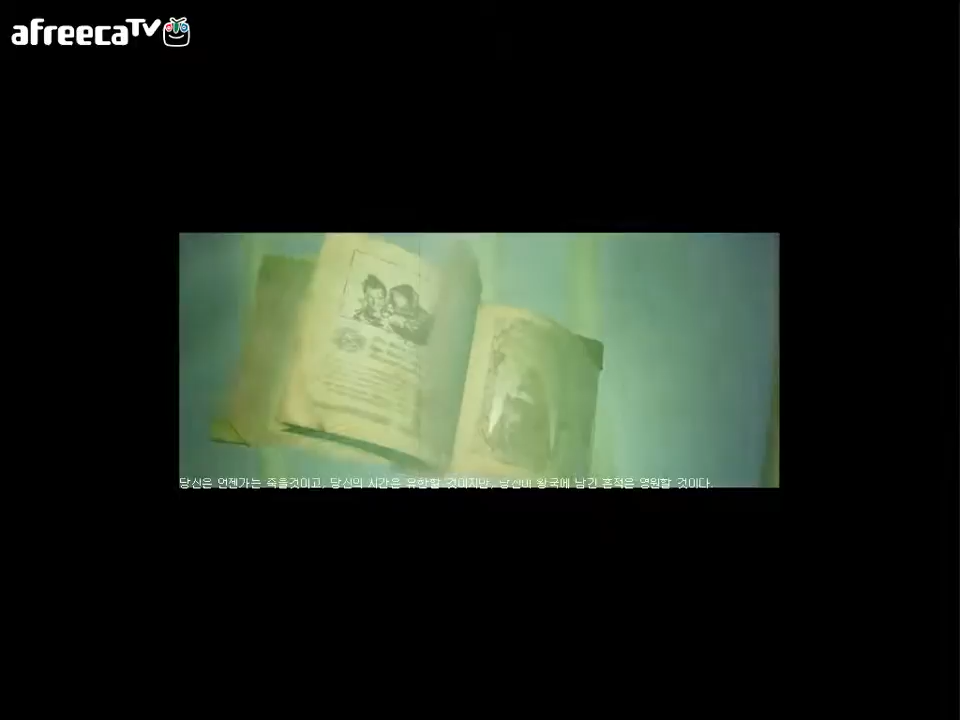 afreecaTV
당신은 언젠가는 죽을것이고, 당신의 시간은 유한할 것이지만, 당신이 왕국에 남긴 흔적은 영원할 것이다.